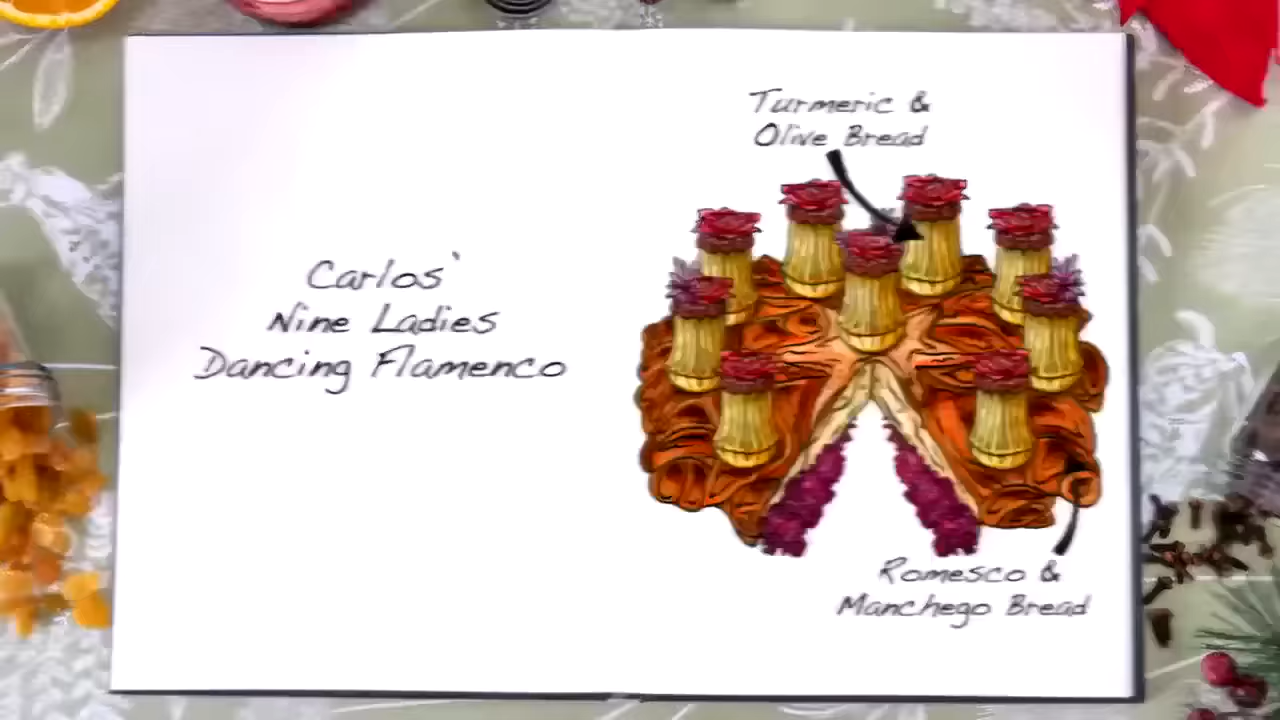 Carlos'
Nine Ladies
Dancing Flamenco
Turmeric &
Olive Bread
Romesco &
Manchego Bread